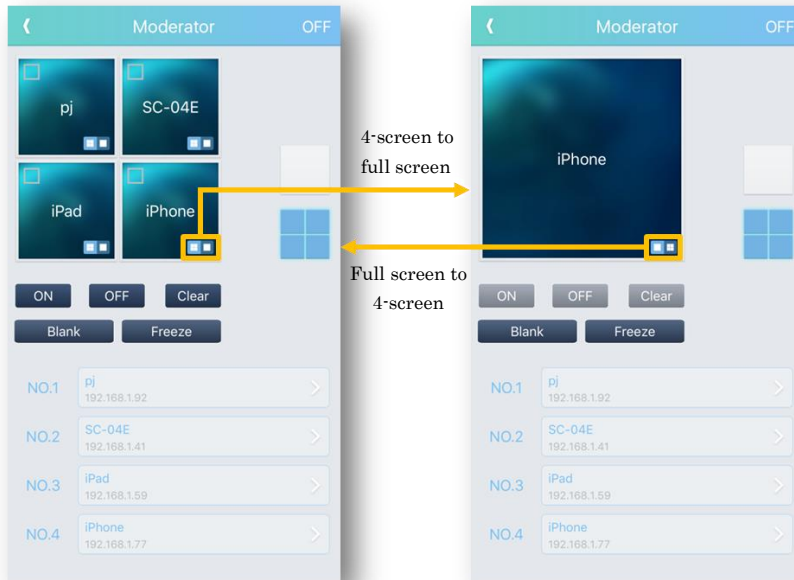 Moderator OFF
pj SC-04E
iPad iPhone
ON OFF Clear
Blank Freeze
NO.1 pj
192.168.1.92
NO.2 SC-04E
192.168.1.41
NO.3 iPad
192.168.1.59
NO.4 iPhone
192.168.1.77
4-screen to
full screen
Full screen to
4-screen
Moderator OFF
iPhone
ON OFF Clear
Blank Freeze
NO.1 pj
192.168.1.92
NO.2 SC-04E
192.168.1.41
NO.3 iPad
192.168.1.59
NO.4 iPhone
192.168.1.77